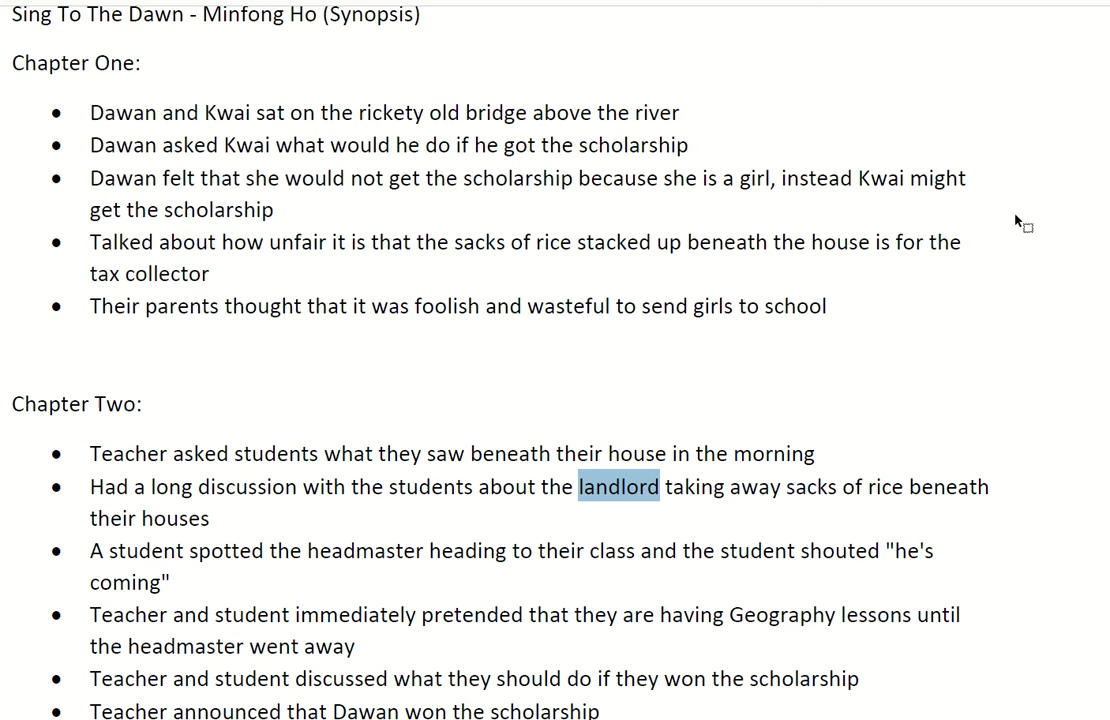 Sing To The Dawn - Minfong Ho (Synopsis)
Chapter One:
• Dawan and Kwai sat on the rickety old bridge above the river
• Dawan asked Kwai what would he do if he got the scholarship
• Dawan felt that she would not get the scholarship because she is a girl, instead Kwai might
get the scholarship
• Talked about how unfair it is that the sacks of rice stacked up beneath the house is for the
tax collector
• Their parents thought that it was foolish and wasteful to send girls to school
Chapter Two:
• Teacher asked students what they saw beneath their house in the morning
• Had a long discussion with the students about the landlord taking away sacks of rice beneath
their houses
• A student spotted the headmaster heading to their class and the student shouted "he's
coming"
• Teacher and student immediately pretended that they are having Geography lessons until
the headmaster went away
• Teacher and student discussed what they should do if they won the scholarship
• Teacher announced that Dawan won the scholarship